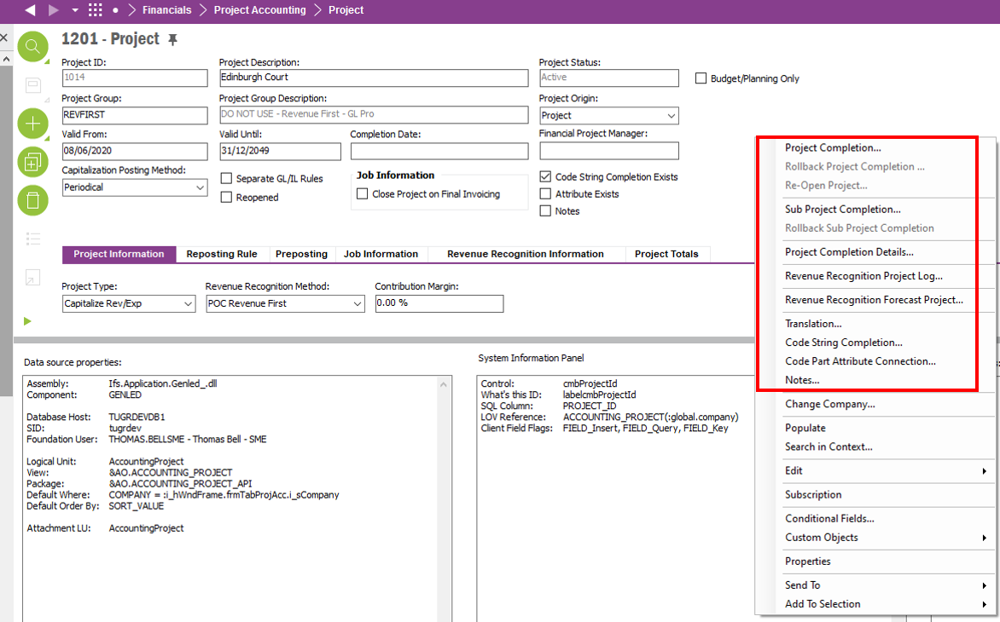 Financials
Project Accounting
Project
1201 - Project
Project ID:
Project Description:
Project Status:
1014
Edinburgh Court
Active
Budget/Planning Only
Project Group:
Project Group Description:
Project Origin:
REVFIRST
DO NOT USE - Revenue First - GL Pro
Project
Valid From:
Valid Until:
Completion Date:
Financial Project Manager:
08/06/2020
31/12/2049
Capitalization Posting Method:
Periodical
Separate GL/IL Rules
Reopened
Job Information
Close Project on Final Invoicing
Code String Completion Exists
Attribute Exists
Notes
Project Information
Reposting Rule
Preposting
Job Information
Revenue Recognition Information
Project Totals
Project Type:
Revenue Recognition Method:
Contribution Margin:
Capitalize Rev/Exp
POC Revenue First
0.00 %
Data source properties:
Assembly: Ifs.Application.Genled_.dll
Component: GENLED
Database Host: TUGRDEVDB1
SID: tugrdev
Foundation User: THOMAS.BELLSME - Thomas Bell - SME
Logical Unit: AccountingProject
View: &AO.ACCOUNTING_PROJECT
Package: &AO.ACCOUNTING_PROJECT_API
Default Where: COMPANY = :i_hWndFrame.frmTabProjAcc.i_sCompany
Default Order By: SORT_VALUE
Attachment LU: AccountingProject
System Information Panel
Control: cmbProjectId
What's this ID: labelcmbProjectId
SQL Column: PROJECT_ID
LOV Reference: ACCOUNTING_PROJECT(:global.company)
Client Field Flags: FIELD_Insert, FIELD_Query, FIELD_Key
Project Completion...
Rollback Project Completion ...
Re-Open Project...
Sub Project Completion...
Rollback Sub Project Completion
Project Completion Details...
Revenue Recognition Project Log...
Revenue Recognition Forecast Project...
Translation...
Code String Completion...
Code Part Attribute Connection...
Notes...
Change Company...
Populate
Search in Context...
Edit
Subscription
Conditional Fields...
Custom Objects
Properties
Send To
Add To Selection